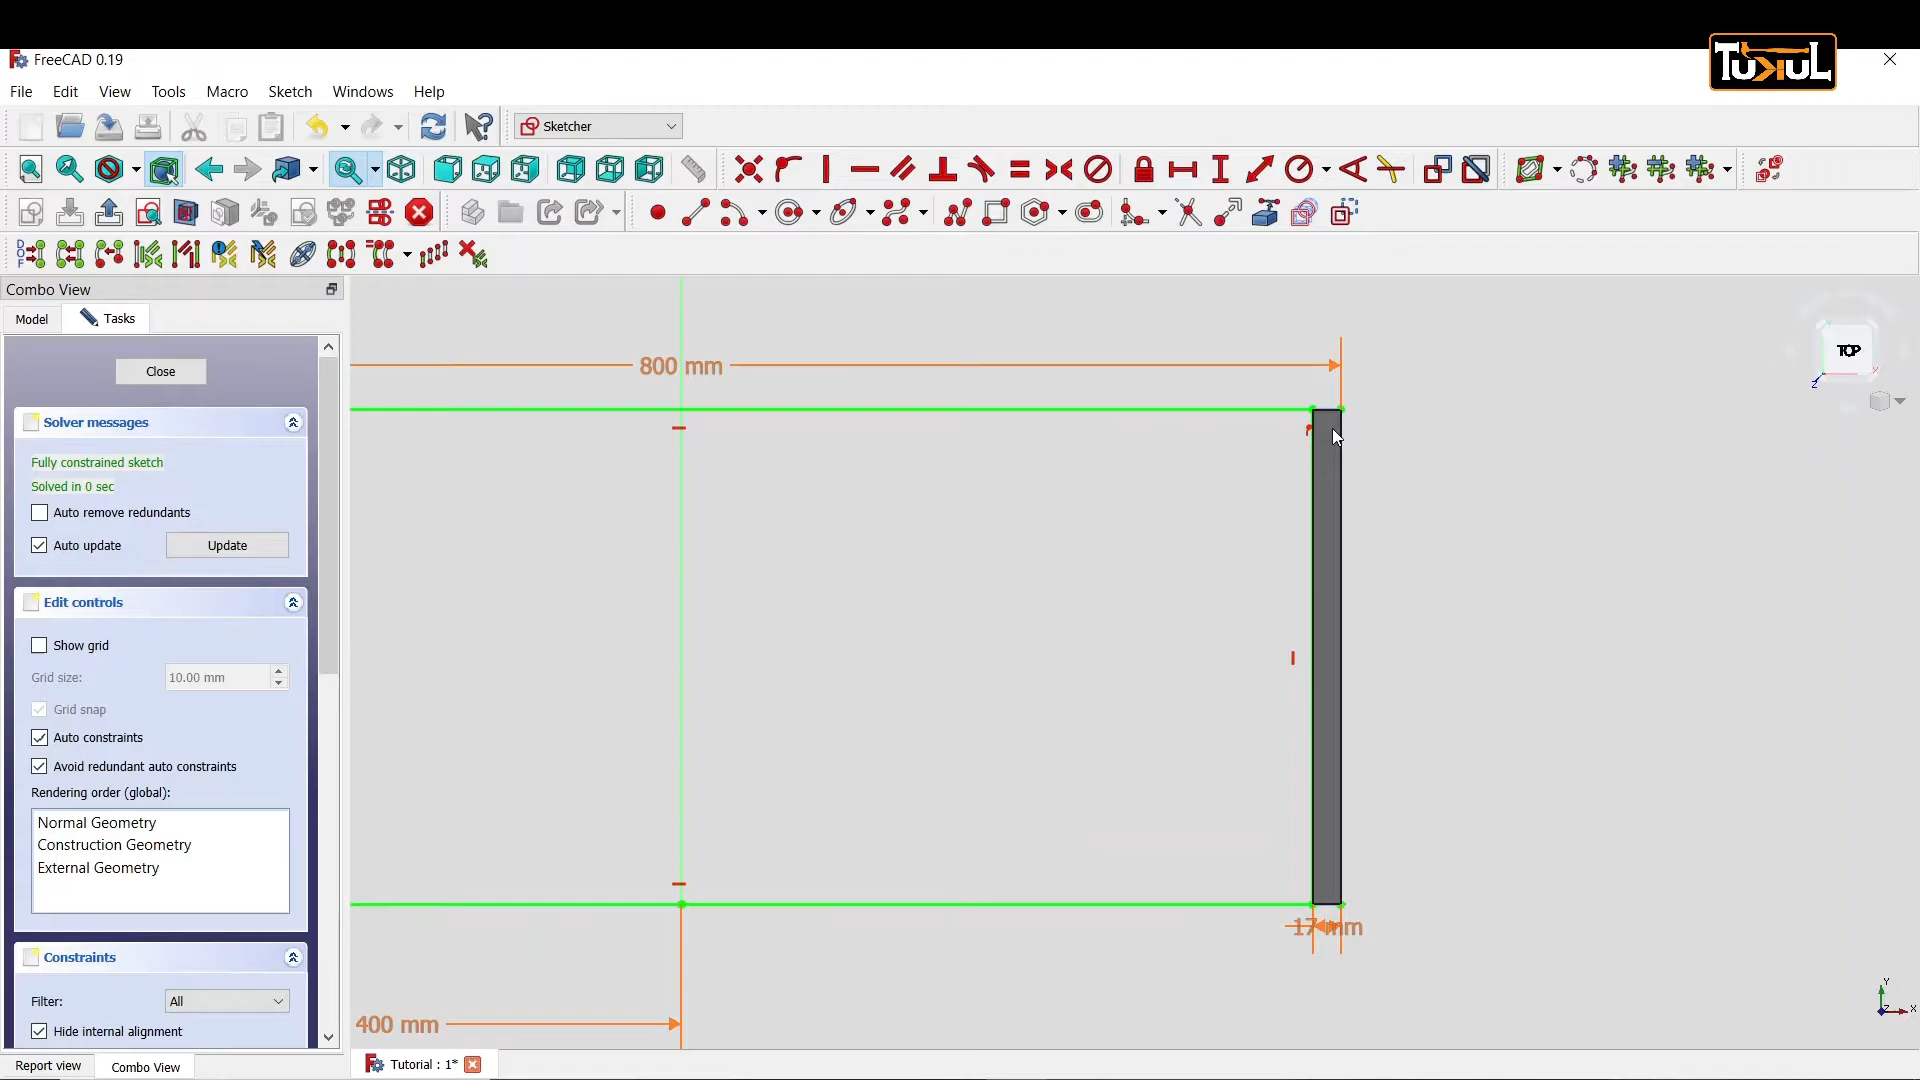 TUKUL
FreeCAD 0.19
File Edit View Tools Macro Sketch Windows Help
Sketcher
Combo View
Model Tasks
Close
Solver messages
Fully constrained sketch
Solved in 0 sec
Auto remove redundants
Auto update Update
Edit controls
Show grid
Grid size: 10.00 mm
Grid snap
Auto constraints
Avoid redundant auto constraints
Rendering order (global):
Normal Geometry
Construction Geometry
External Geometry
Constraints
Filter: All
Hide internal alignment
Report view Combo View
800 mm
TOP
X
Z
17 mm
400 mm
Y
X
Tutorial : 1*